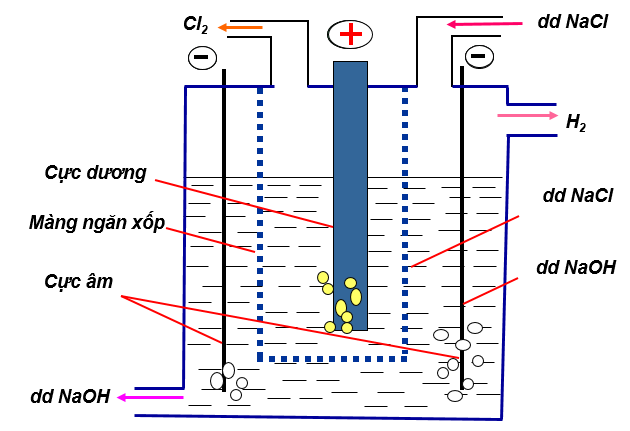 Cl2
+
dd NaCl
-
-
H2
Cực dương
dd NaCl
Màng ngăn xốp
dd NaOH
Cực âm
dd NaOH